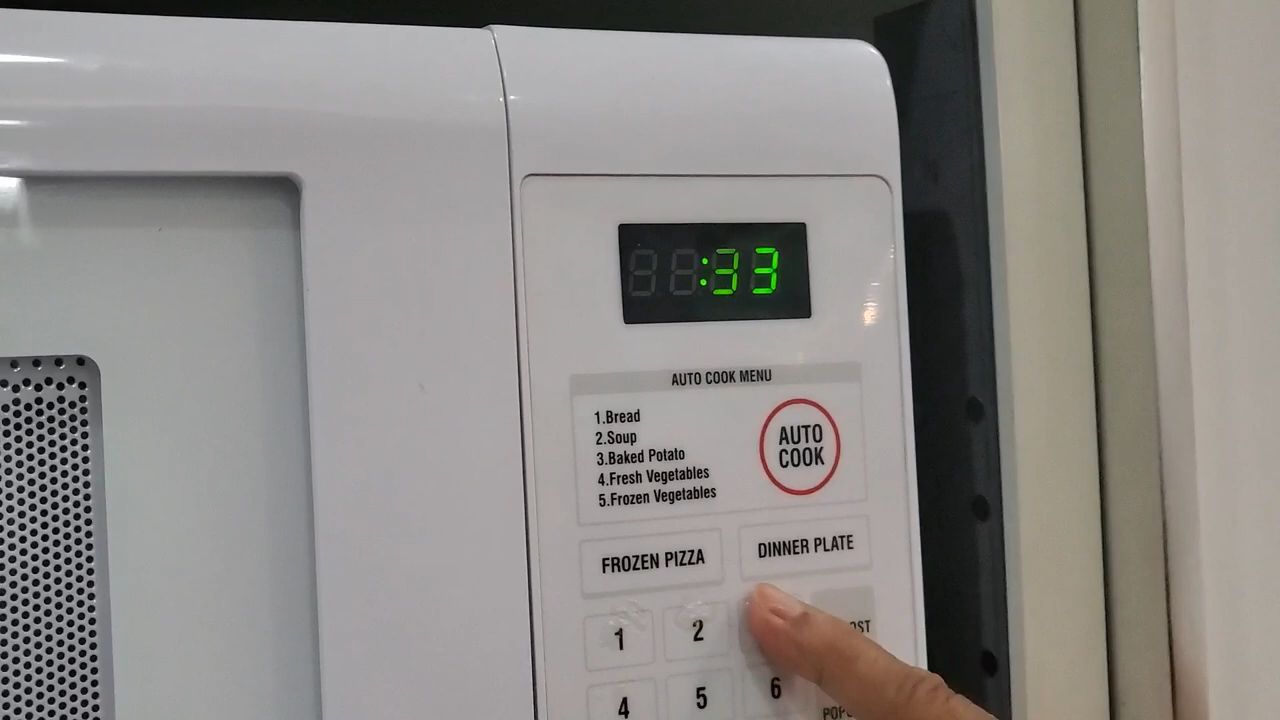 :33
AUTO COOK MENU
1.Bread
2.Soup
3.Baked Potato
4.Fresh Vegetables
5.Frozen Vegetables
AUTO
COOK
FROZEN PIZZA
DINNER PLATE
1
2
4
5
6